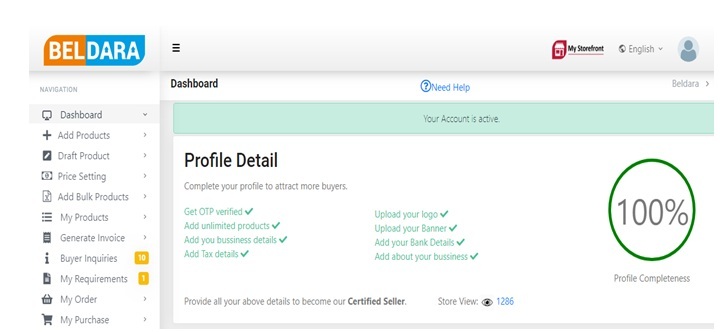 BELDARA
My Storefront
English
NAVIGATION
Dashboard
Need Help
Beldara
Dashboard
Add Products
Draft Product
Price Setting
Add Bulk Products
My Products
Generate Invoice
Buyer Inquiries 10
My Requirements 1
My Order
My Purchase
Your Account is active.
Profile Detail
Complete your profile to attract more buyers.
Get OTP verified
Add unlimited products
Add you bussiness details
Add Tax details
Upload your logo
Upload your Banner
Add your Bank Details
Add about your bussiness
100%
Profile Completeness
Provide all your above details to become our Certified Seller.
Store View: 1286